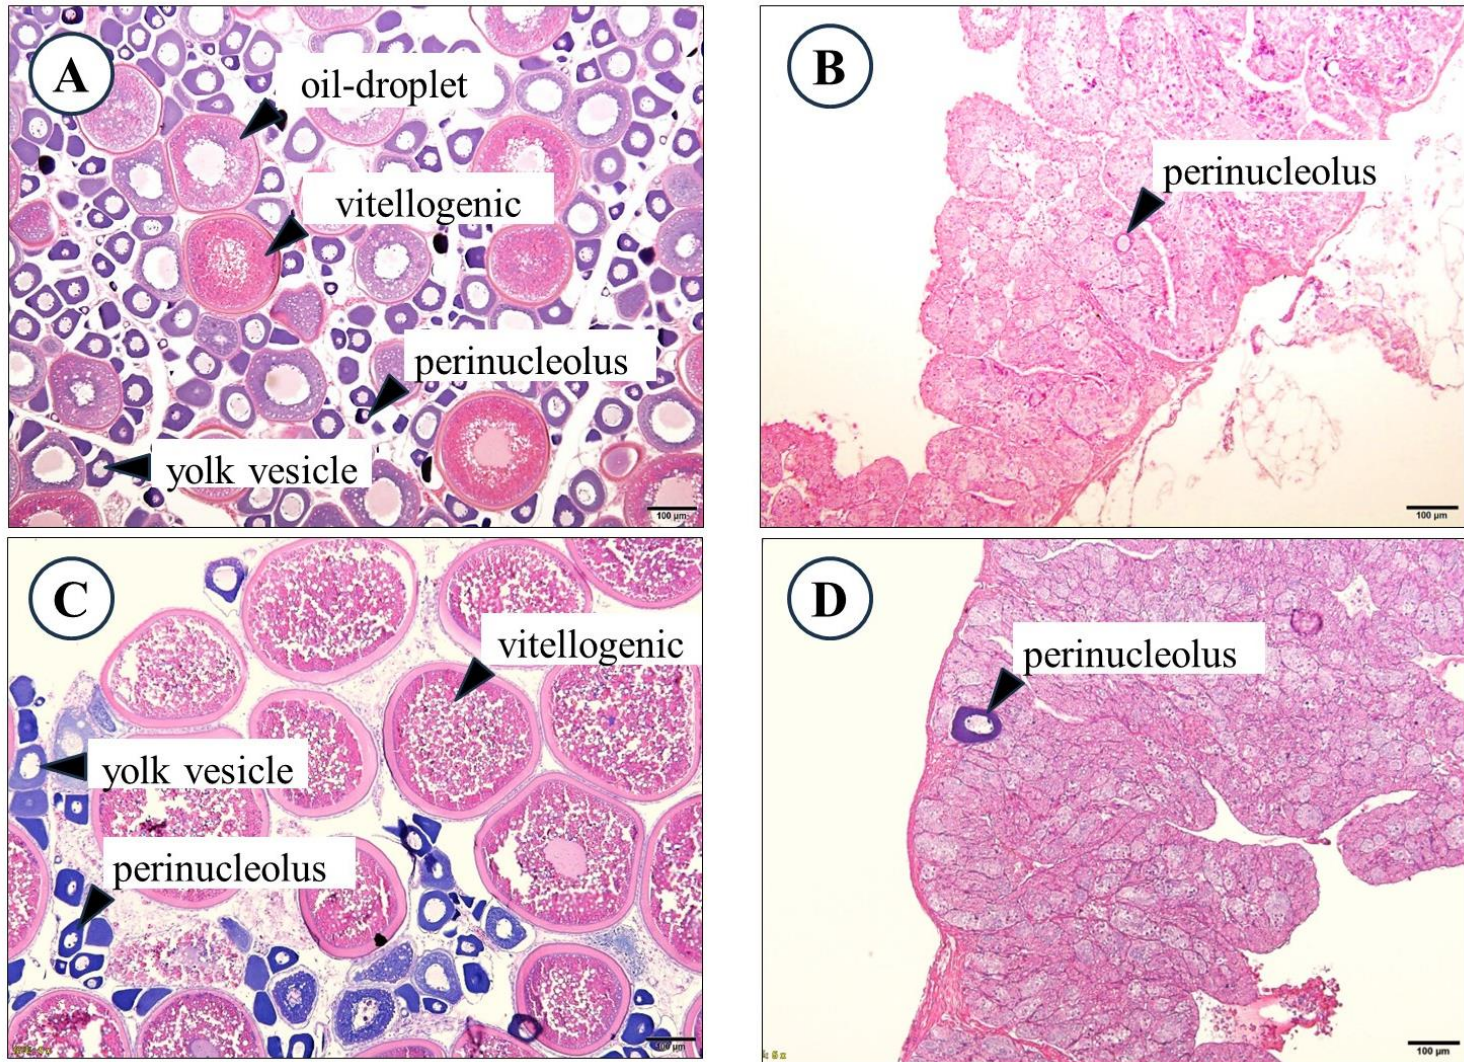 A
oil-droplet
vitellogenic
perinucleolus
yolk vesicle
100 µm
B
perinucleolus
100 µm
C
vitellogenic
yolk vesicle
perinucleolus
D
perinucleolus
100 µm